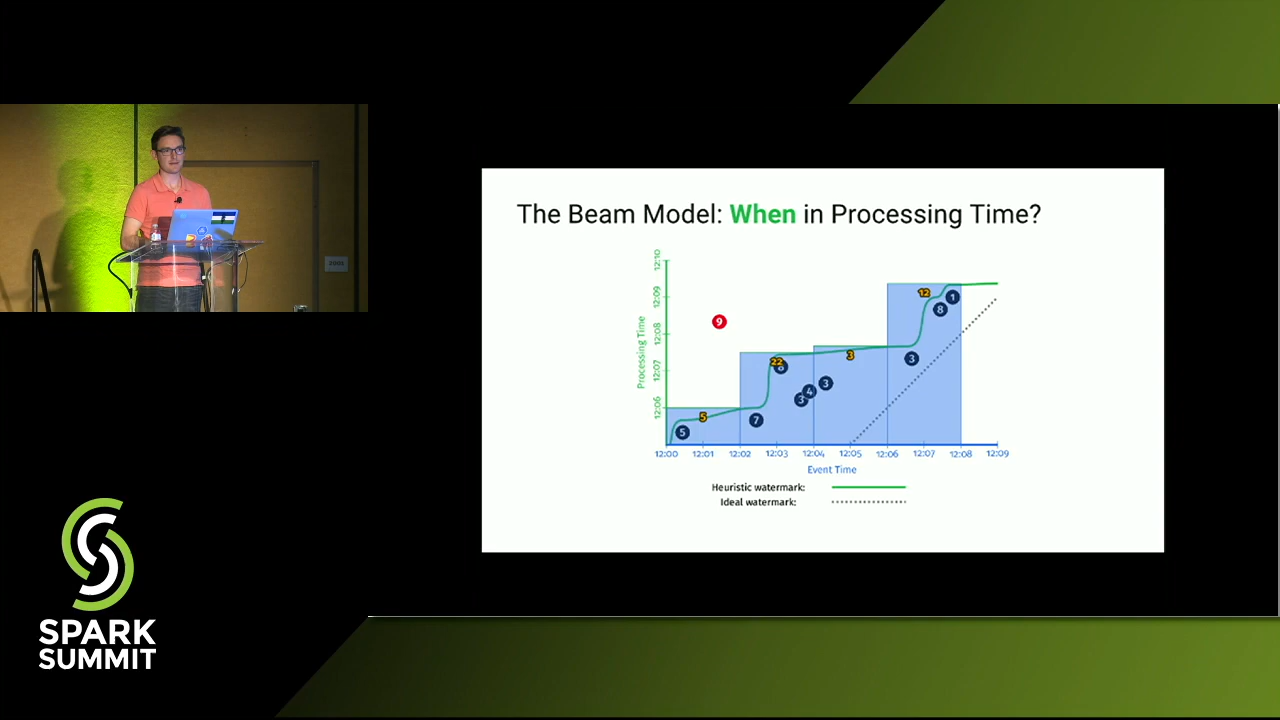 The Beam Model: When in Processing Time?
12:10
12:09
12:08
12:07
12:06
Processing Time
9
12
1
8
22
3
3
3
4
3
5
7
5
12:00 12:01 12:02 12:03 12:04 12:05 12:06 12:07 12:08 12:09
Event Time
Heuristic watermark:
Ideal watermark:
SPARK
SUMMIT